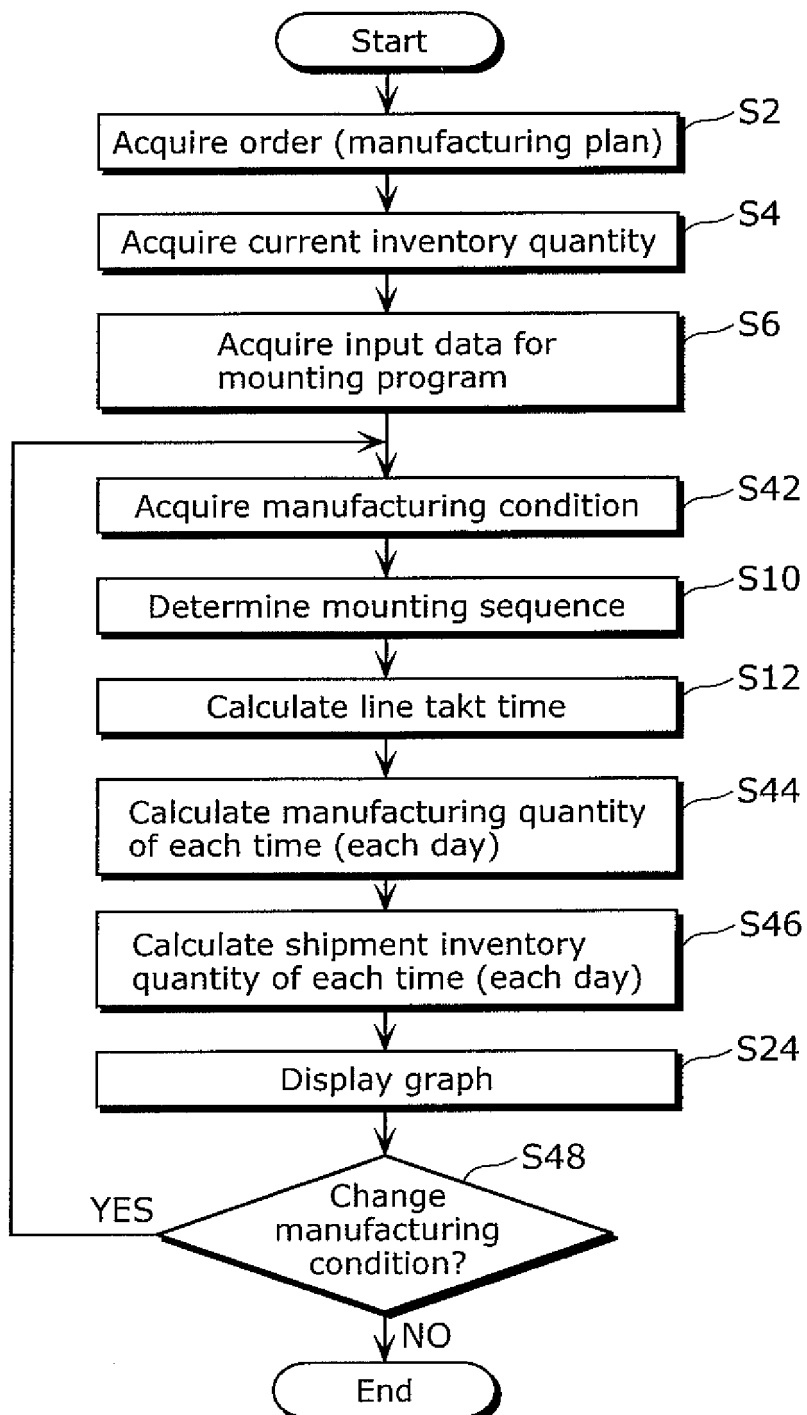 Start
S2
Acquire order (manufacturing plan)
S4
Acquire current inventory quantity
S6
Acquire input data for
mounting program
S42
Acquire manufacturing condition
S10
Determine mounting sequence
S12
Calculate line takt time
S44
Calculate manufacturing quantity
of each time (each day)
S46
Calculate shipment inventory
quantity of each time (each day)
S24
Display graph
S48
YES
Change
manufacturing
condition?
NO
End